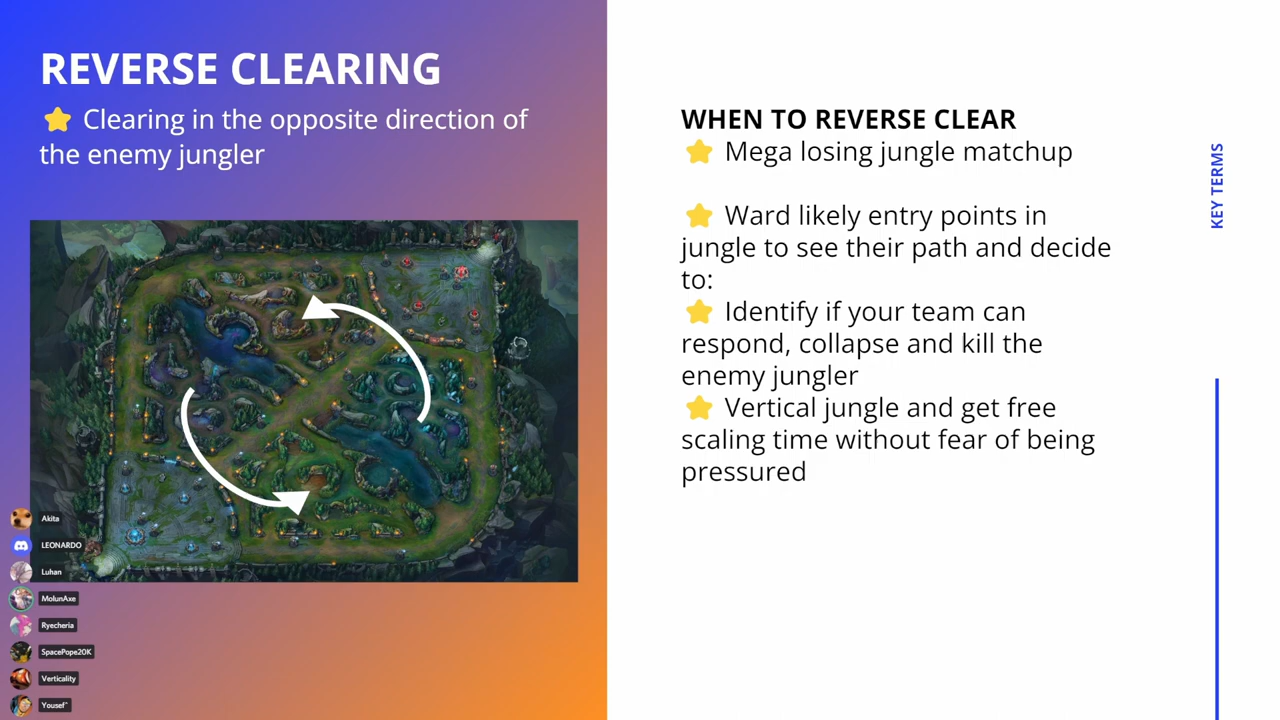 REVERSE CLEARING
⭐ Clearing in the opposite direction of
the enemy jungler
WHEN TO REVERSE CLEAR
⭐ Mega losing jungle matchup
⭐ Ward likely entry points in
jungle to see their path and decide
to:
⭐ Identify if your team can
respond, collapse and kill the
enemy jungler
⭐ Vertical jungle and get free
scaling time without fear of being
pressured
KEY TERMS
Akita
LEONARDO
Luhan
MolunAxe
Ryecheria
SpacePope20K
Verticality
Yousef"